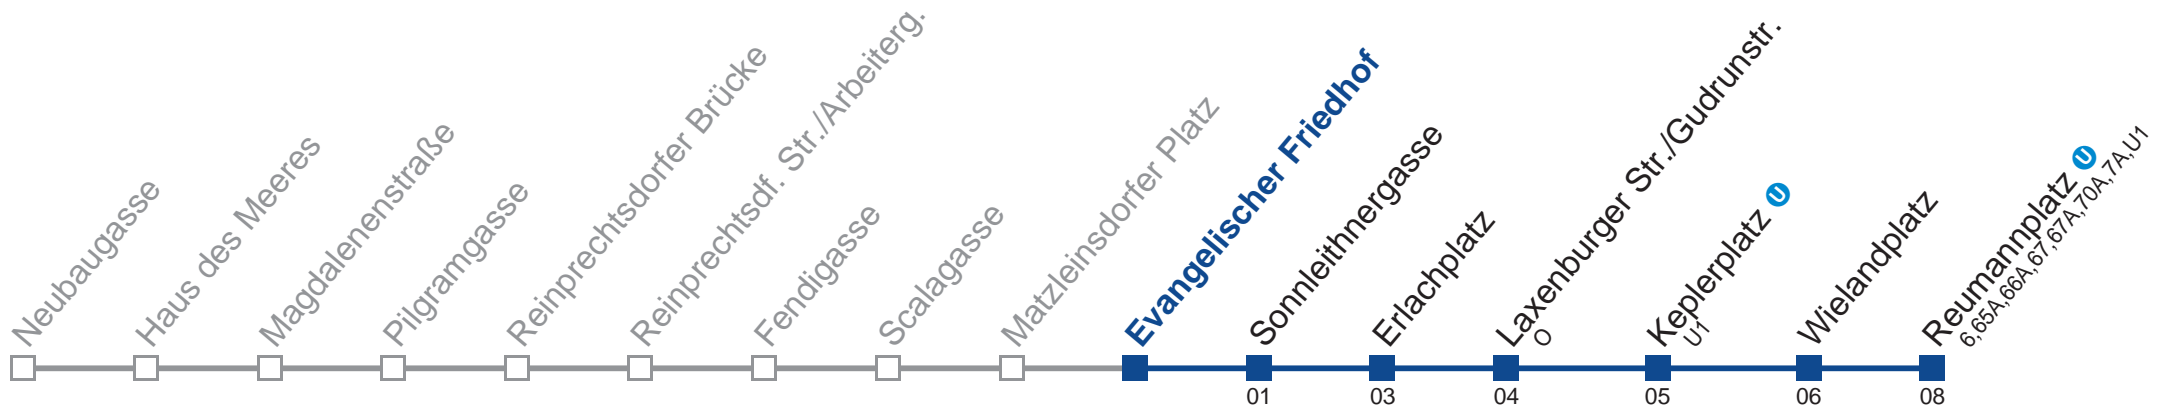 Neubaugasse
Haus des Meeres
Magdalenenstraße
Pilgramgasse
Reinprechtsdorfer Brücke
Reinprechtsdf. Str./Arbeiterg.
Fendigasse
Scalagasse
Matzleinsdorfer Platz
Evangelischer Friedhof
Sonnleithnergasse
01
Erlachplatz
03
Laxenburger Str./Gudrunstr.
O
04
Keplerplatz U
U1
05
Wielandplatz
06
Reumannplatz U
6,65A,66A,67,67A,70A,7A,U1
08